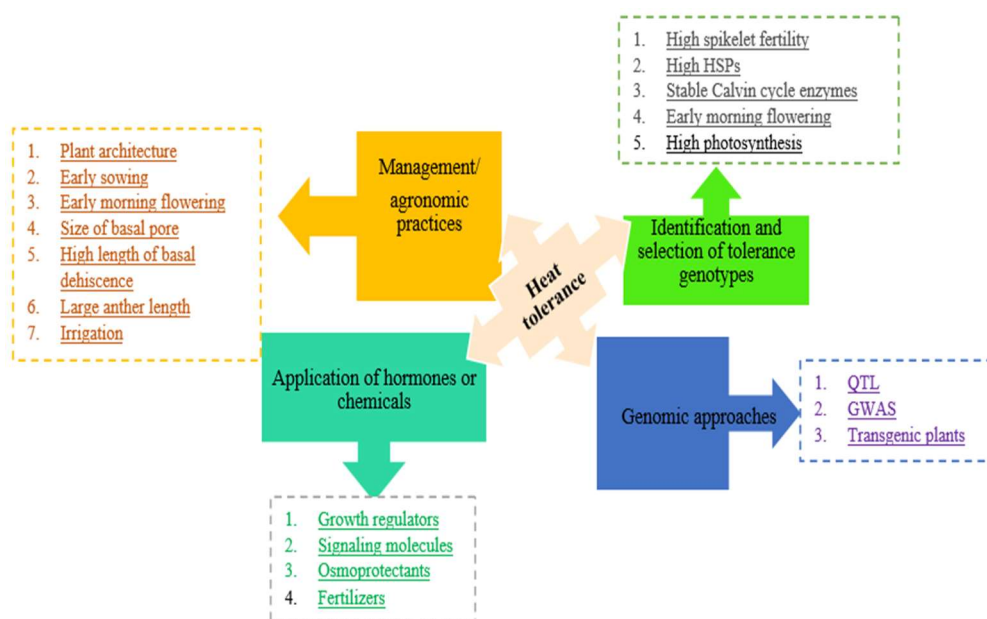 1. High spikelet fertility
2. High HSPs
3. Stable Calvin cycle enzymes
4. Early morning flowering
5. High photosynthesis
1. Plant architecture
2. Early sowing
3. Early morning flowering
4. Size of basal pore
5. High length of basal
dehiscence
6. Large anther length
7. Irrigation
Management/
agronomic
practices
Identification and
selection of tolerance
genotypes
Heat
tolerance
Application of hormones or
chemicals
Genomic approaches
1. QTL
2. GWAS
3. Transgenic plants
1. Growth regulators
2. Signaling molecules
3. Osmoprotectants
4. Fertilizers